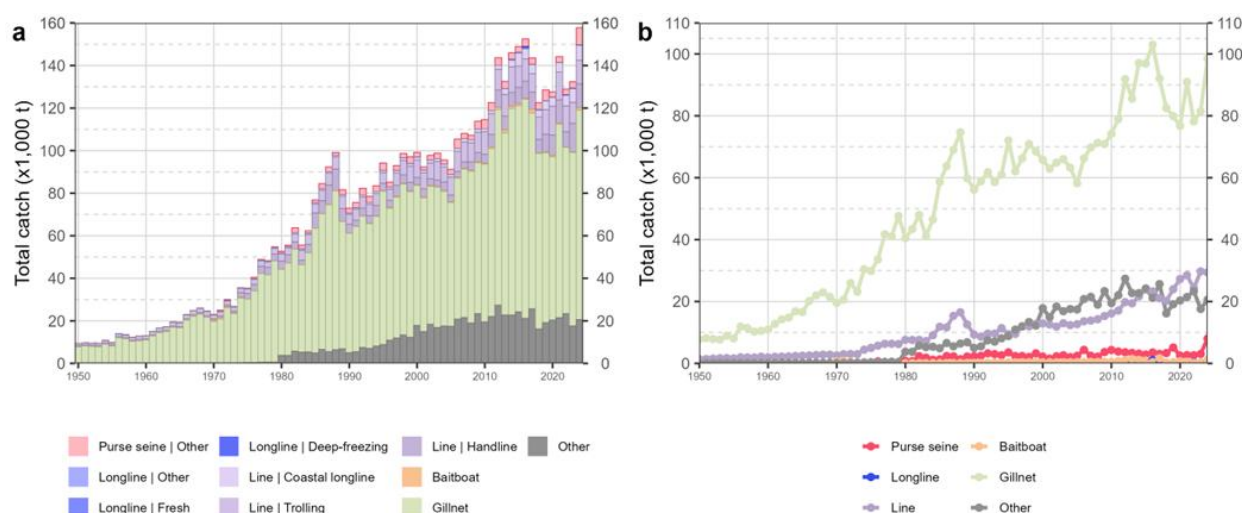 a
160
140
120
100
80
60
40
20
0
Total catch (x1,000 t)
160
140
120
100
80
60
40
20
0
1950 1960 1970 1980 1990 2000 2010 2020
b
110
100
80
60
40
20
0
Total catch (x1,000 t)
110
100
80
60
40
20
0
1950 1960 1970 1980 1990 2000 2010 2020
Purse seine | Other Longline | Deep-freezing Line | Handline Other
Longline | Other Line | Coastal longline Baitboat
Longline | Fresh Line | Trolling Gillnet
Purse seine Baitboat
Longline Gillnet
Line Other